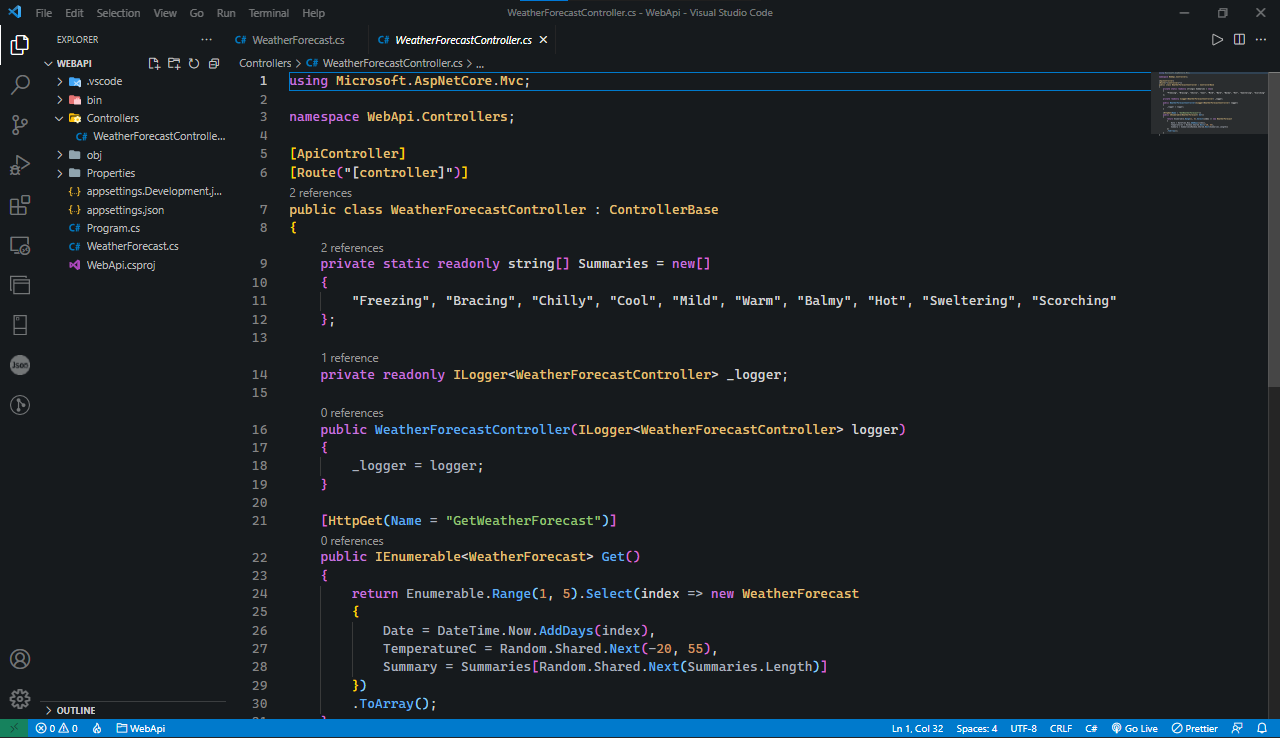 File Edit Selection View Go Run Terminal Help
WeatherForecastController.cs - WebApi - Visual Studio Code
EXPLORER
C# WeatherForecast.cs
C# WeatherForecastController.cs
WEBAPI
Controllers > C# WeatherForecastController.cs > ...
.vscode
bin
Controllers
C# WeatherForecastControlle...
obj
Properties
{..} appsettings.Development.j...
{..} appsettings.json
C# Program.cs
C# WeatherForecast.cs
WebApi.csproj
Json
OUTLINE
1 using Microsoft.AspNetCore.Mvc;
2
3 namespace WebApi.Controllers;
4
5 [ApiController]
6 [Route("[controller]")]
2 references
7 public class WeatherForecastController : ControllerBase
8 {
2 references
9 private static readonly string[] Summaries = new[]
10 {
11 "Freezing", "Bracing", "Chilly", "Cool", "Mild", "Warm", "Balmy", "Hot", "Sweltering", "Scorching"
12 };
13
1 reference
14 private readonly ILogger<WeatherForecastController> _logger;
15
0 references
16 public WeatherForecastController(ILogger<WeatherForecastController> logger)
17 {
18 _logger = logger;
19 }
20
21 [HttpGet(Name = "GetWeatherForecast")]
0 references
22 public IEnumerable<WeatherForecast> Get()
23 {
24 return Enumerable.Range(1, 5).Select(index => new WeatherForecast
25 {
26 Date = DateTime.Now.AddDays(index),
27 TemperatureC = Random.Shared.Next(-20, 55),
28 Summary = Summaries[Random.Shared.Next(Summaries.Length)]
29 })
30 .ToArray();
0 0 WebApi
Ln 1, Col 32 Spaces: 4 UTF-8 CRLF C# Go Live Prettier